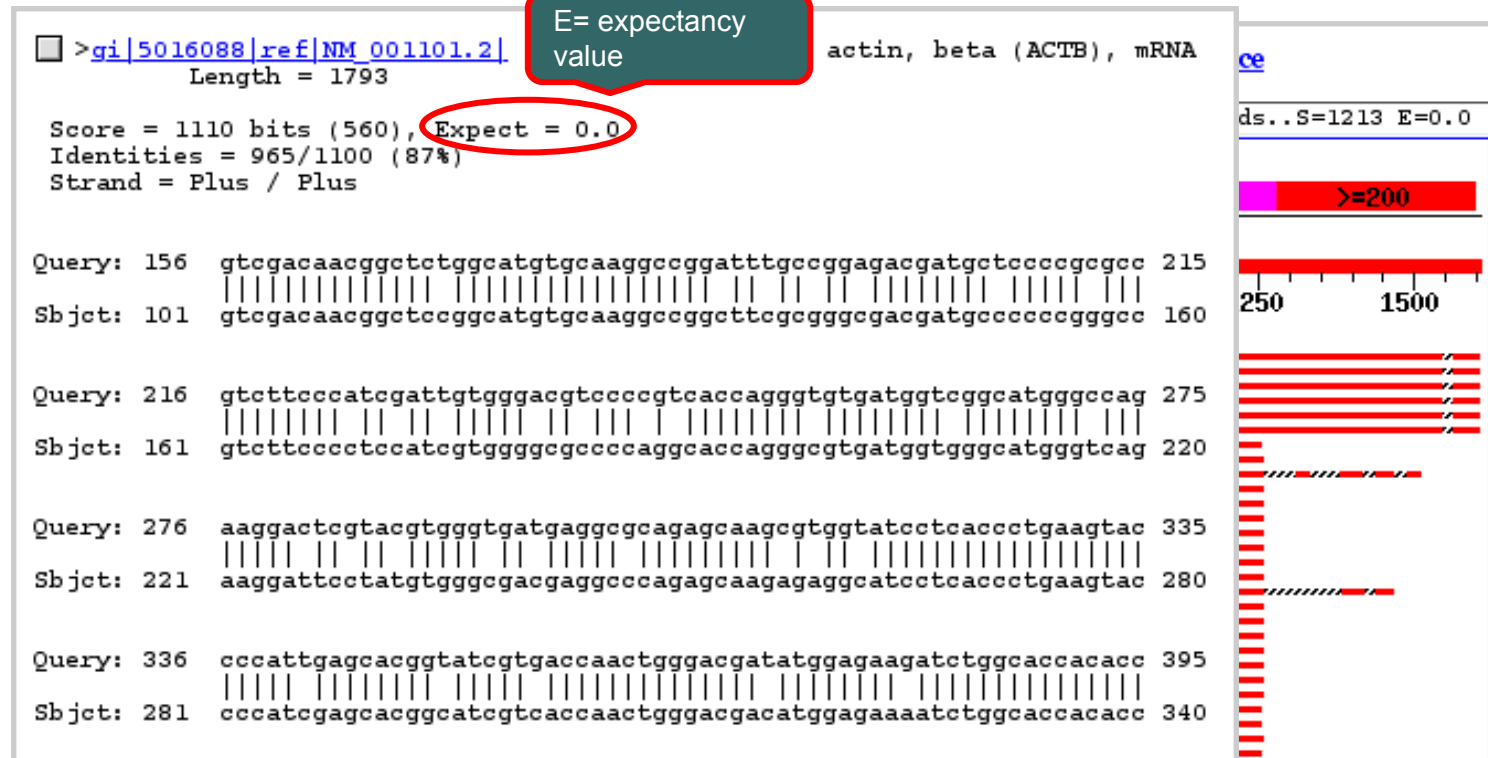 E= expectancy
value
>gi|5016088|ref|NM_001101.2| actin, beta (ACTB), mRNA
Length = 1793
Score = 1110 bits (560), Expect = 0.0
Identities = 965/1100 (87%)
Strand = Plus / Plus
Query: 156 gtcgacaacggctctggcatgtgcaaggccggatttgccggagacgatgctccccgcgcc 215
Sbjct: 101 gtcgacaacggctccggcatgtgcaaggccggcttcgcgggcgacgatgccccccgggcc 160
Query: 216 gtcttcccatcgattgtgggacgtccccgtcaccagggtgtgatggtcggcatgggccag 275
Sbjct: 161 gtcttcccctccatcgtggggcgccccaggcaccagggcgtgatggtgggcatgggtcag 220
Query: 276 aaggactcgtacgtgggtgatgaggcgcagagcaagcgtggtatcctcaccctgaagtac 335
Sbjct: 221 aaggattcctatgtgggcgacgaggcccagagcaagagaggcatcctcaccctgaagtac 280
Query: 336 cccattgagcacggtatcgtgaccaactgggacgatatggagaagatctggcaccacacc 395
Sbjct: 281 cccatcgagcacggcatcgtcaccaactgggacgacatggagaaaatctggcaccacacc 340
ce
ds..S=1213 E=0.0
>=200
250 1500